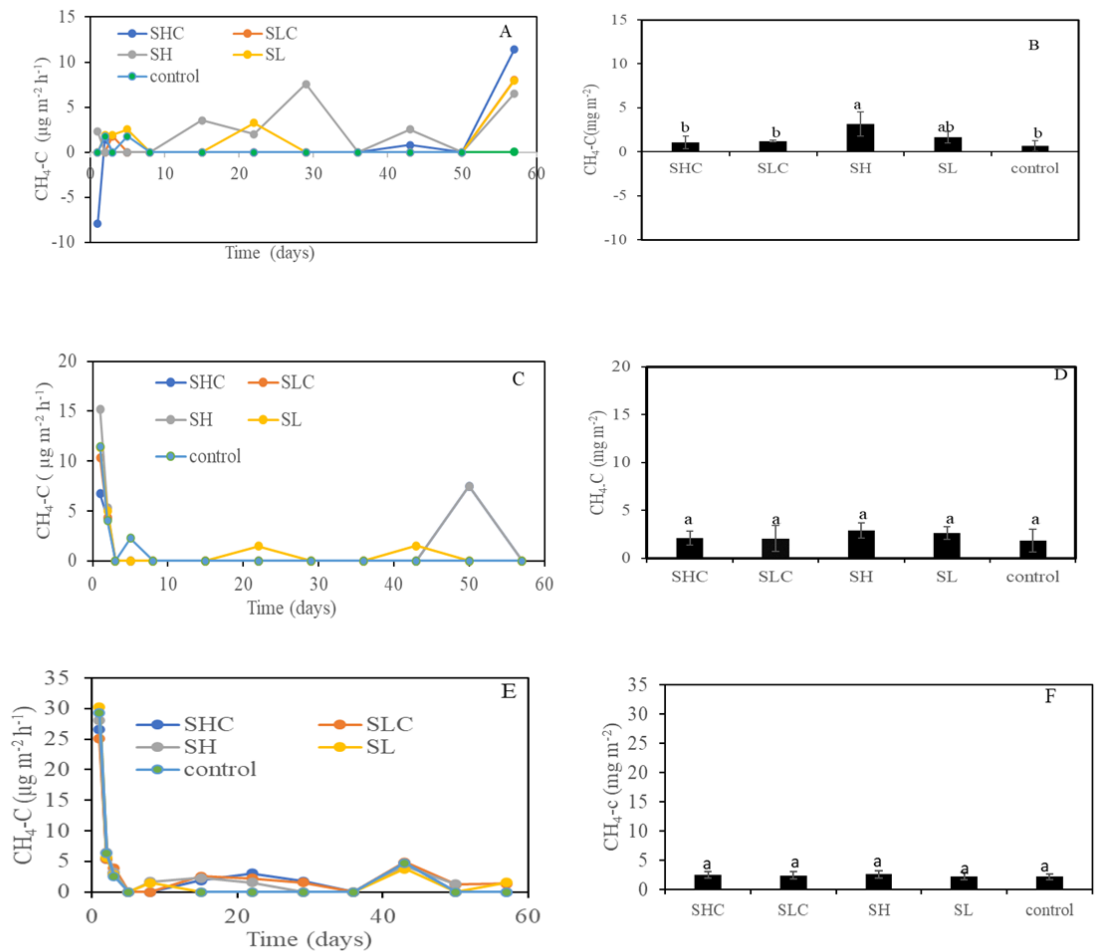 15
10
5
0
-5
-10
CH₄-C (µg m⁻² h⁻¹)
A
SHC
SLC
SH
SL
control
0
10
20
30
40
50
60
Time (days)
15
10
5
0
-5
-10
CH₄-C(mg m⁻²)
B
b
b
a
ab
b
SHC
SLC
SH
SL
control
20
15
10
5
0
CH₄-C ( µg m⁻² h⁻¹)
C
SHC
SLC
SH
SL
control
0
10
20
30
40
50
60
Time (days)
20
15
10
5
0
CH₄.C (mg m⁻²)
D
a
a
a
a
a
SHC
SLC
SH
SL
control
35
30
25
20
15
10
5
0
CH₄-C (µg m⁻² h⁻¹)
E
SHC
SLC
SH
SL
control
0
20
40
60
Time (days)
35
30
25
20
15
10
5
0
CH₄-c (mg m⁻²)
F
a
a
a
a
a
SHC
SLC
SH
SL
control